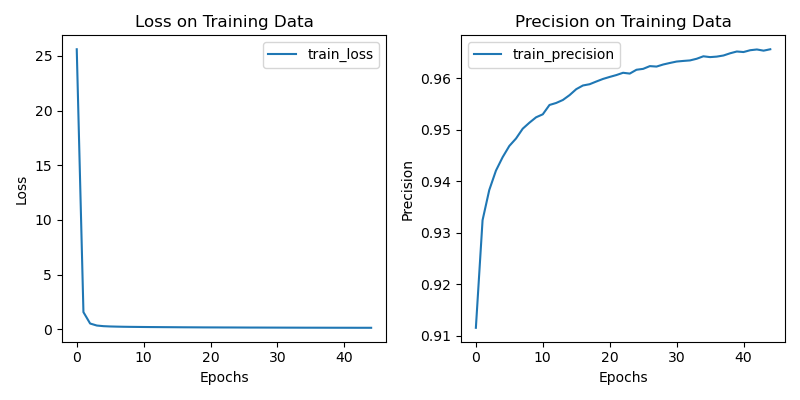 Loss on Training Data
train_loss
25
20
15
10
5
0
Loss
0 10 20 30 40
Epochs
Precision on Training Data
train_precision
0.96
0.95
0.94
0.93
0.92
0.91
Precision
0 10 20 30 40
Epochs